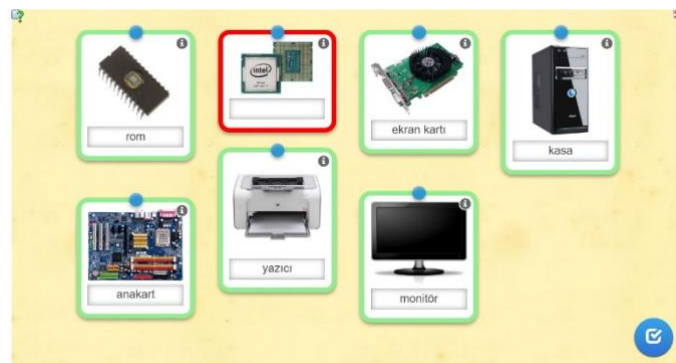 intel
rom
ekran kartı
kasa
yazıcı
anakart
monitör